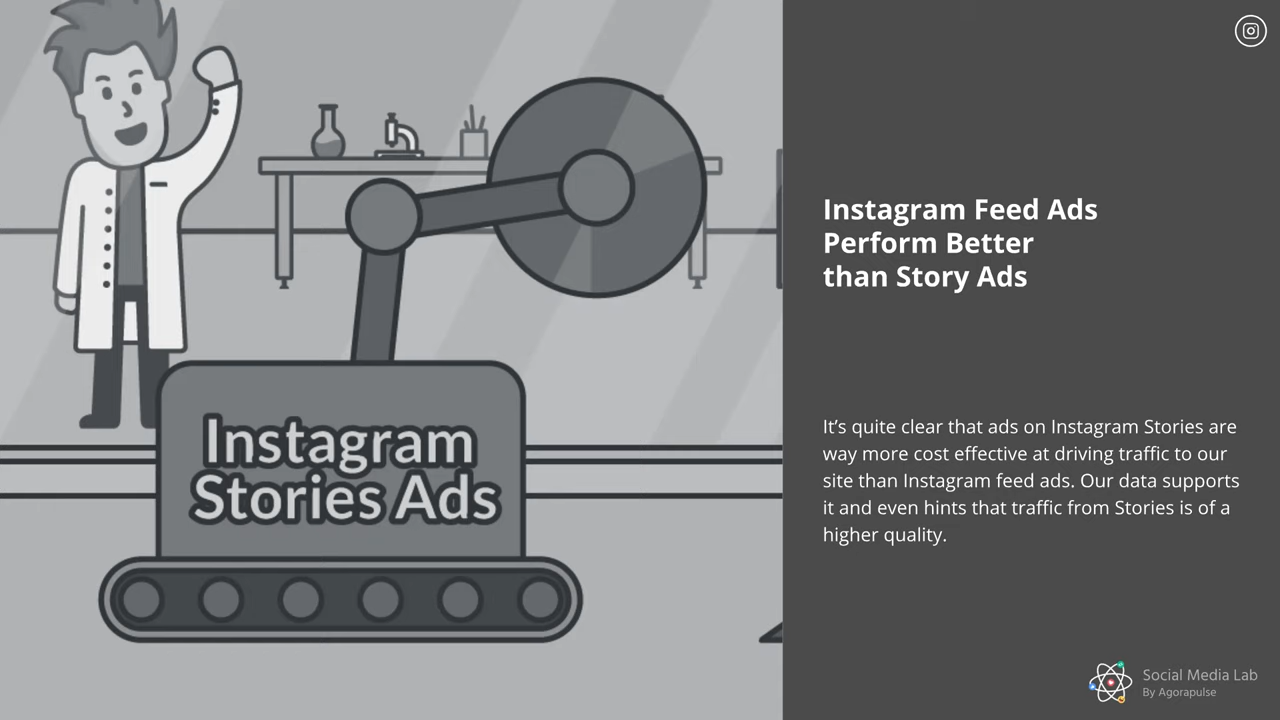 Instagram
Stories Ads
Instagram Feed Ads
Perform Better
than Story Ads
It’s quite clear that ads on Instagram Stories are
way more cost effective at driving traffic to our
site than Instagram feed ads. Our data supports
it and even hints that traffic from Stories is of a
higher quality.
Social Media Lab
By Agorapulse